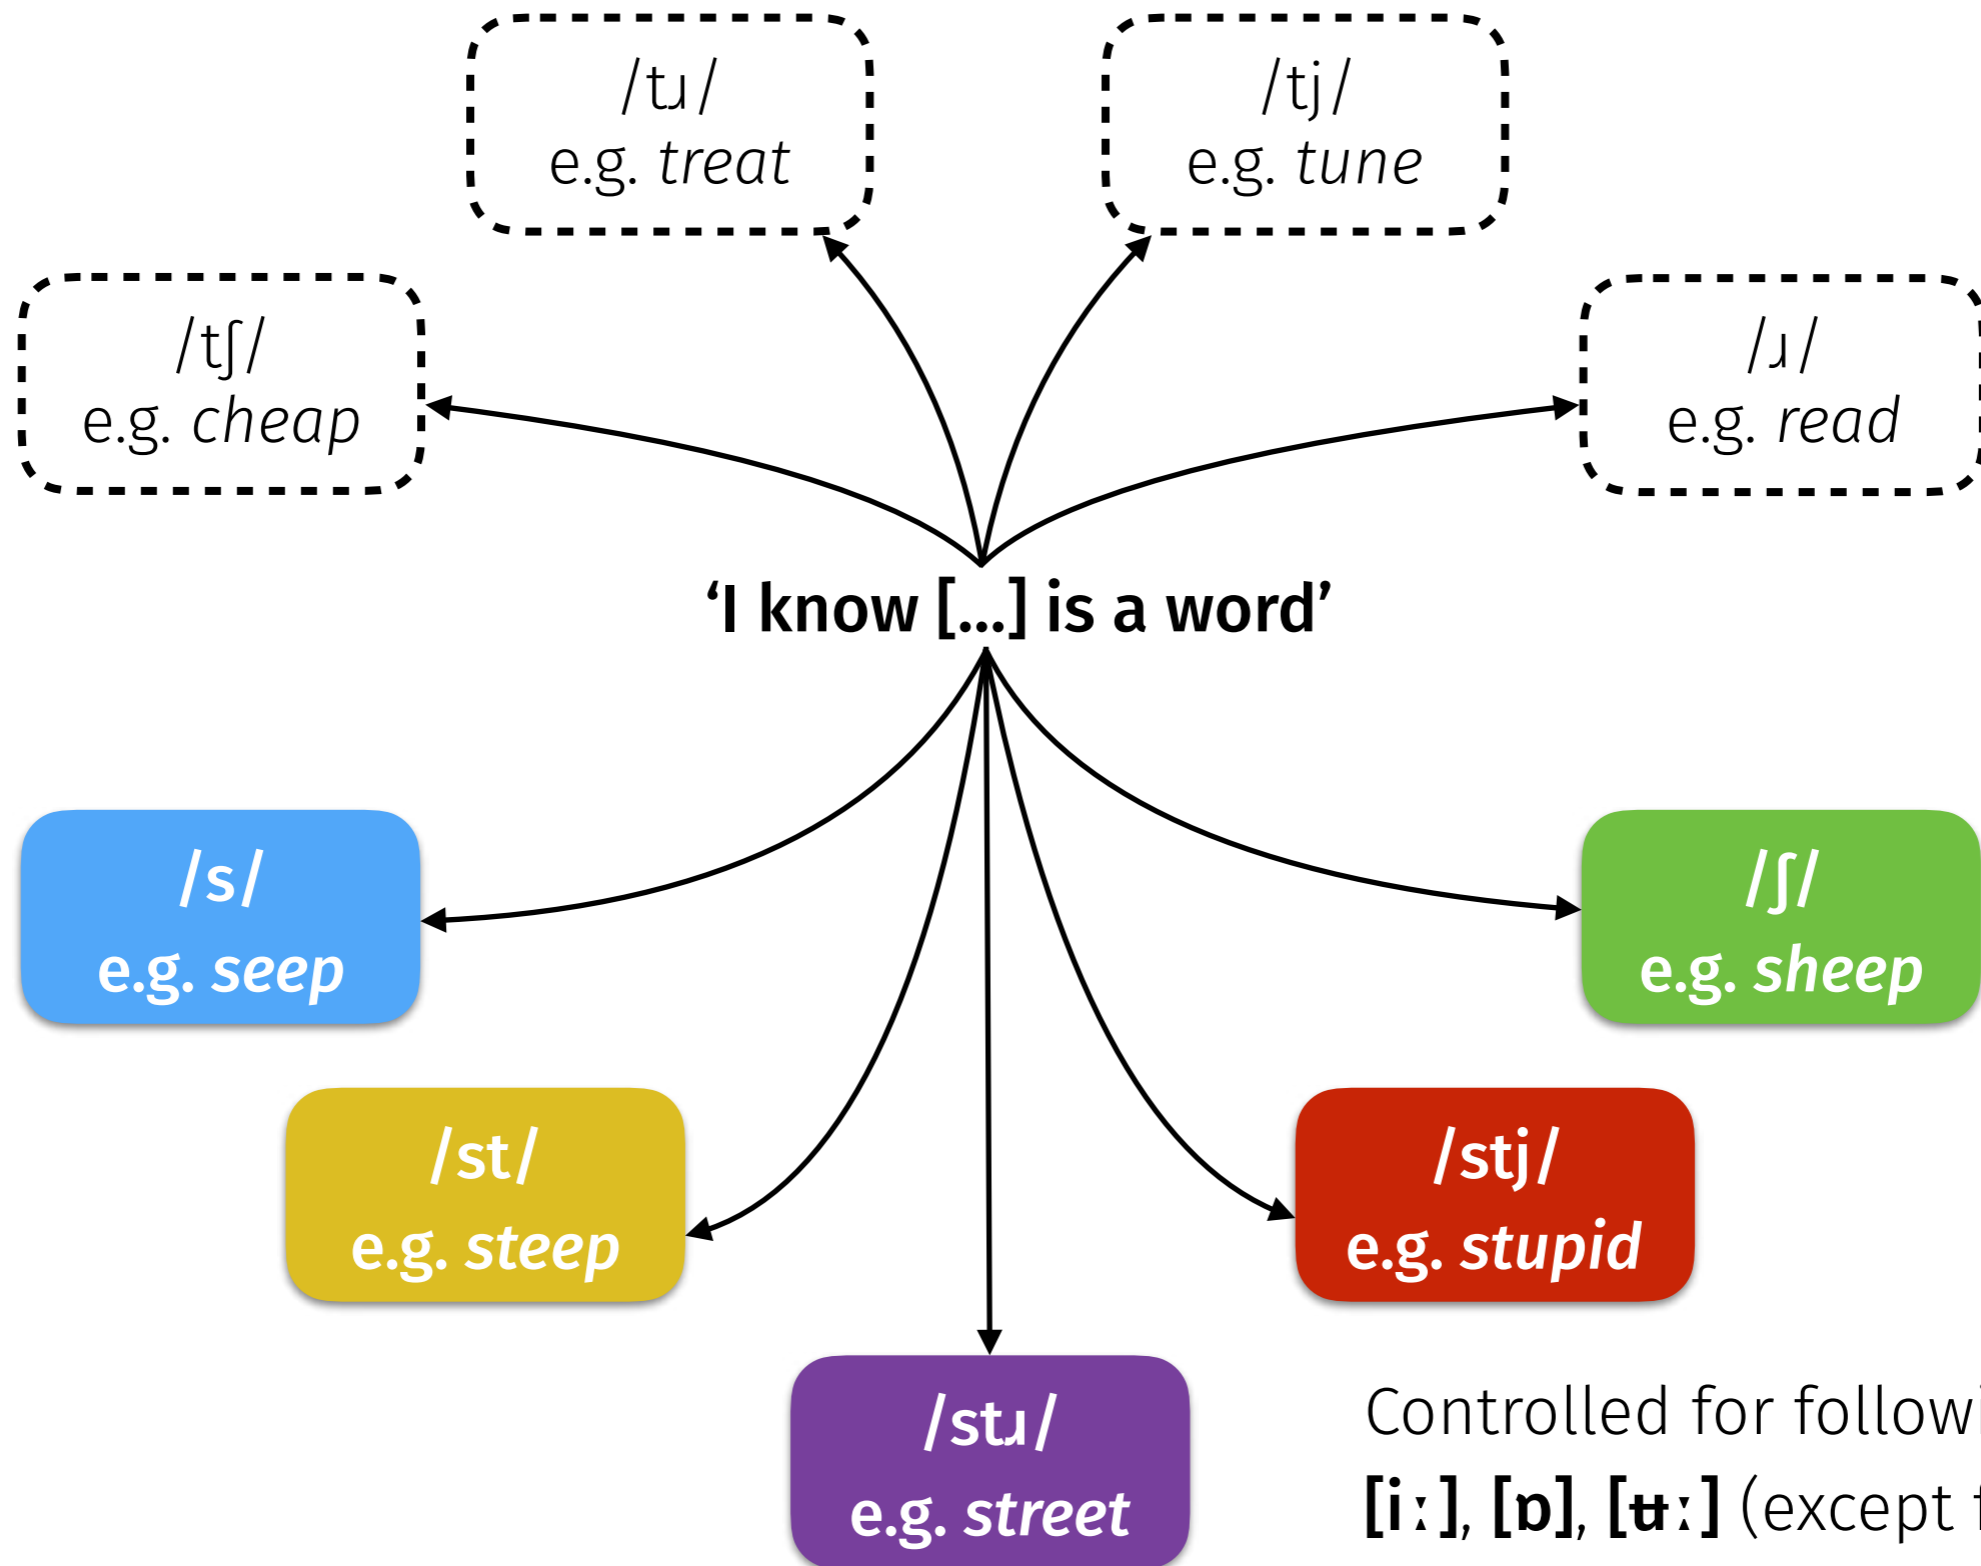 /tɹ/
e.g. treat
/tj/
e.g. tune
/tʃ/
e.g. cheap
/ɹ/
e.g. read
‘I know [...] is a word’
/s/
e.g. seep
/ʃ/
e.g. sheep
/st/
e.g. steep
/stj/
e.g. stupid
/stɹ/
e.g. street
Controlled for
[iː], [ɒ], [ʉː] (except